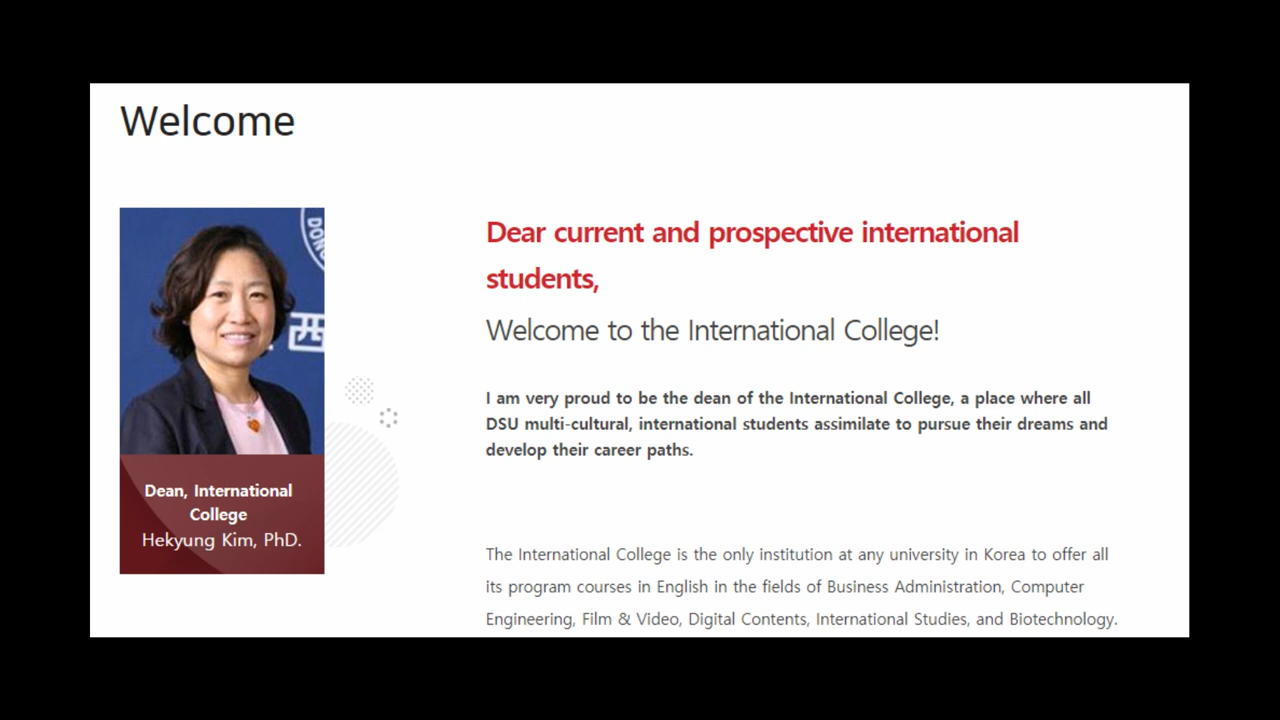 Welcome
DONG
西
Dean, International
College
Hekyung Kim, PhD.
Dear current and prospective international
students,
Welcome to the International College!
I am very proud to be the dean of the International College, a place where all
DSU multi-cultural, international students assimilate to pursue their dreams and
develop their career paths.
The International College is the only institution at any university in Korea to offer all
its program courses in English in the fields of Business Administration, Computer
Engineering, Film & Video, Digital Contents, International Studies, and Biotechnology.